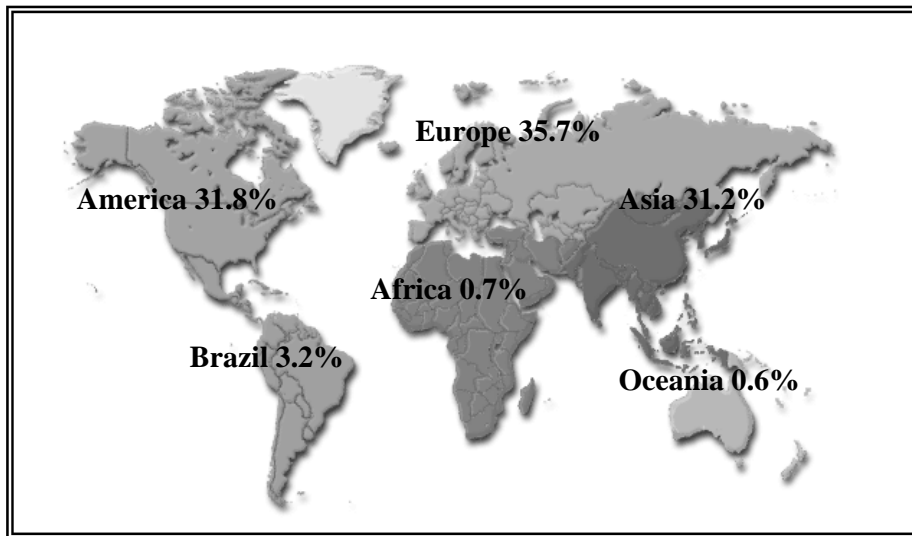 Europe 35.7%
America 31.8%
Asia 31.2%
Africa 0.7%
Brazil 3.2%
Oceania 0.6%